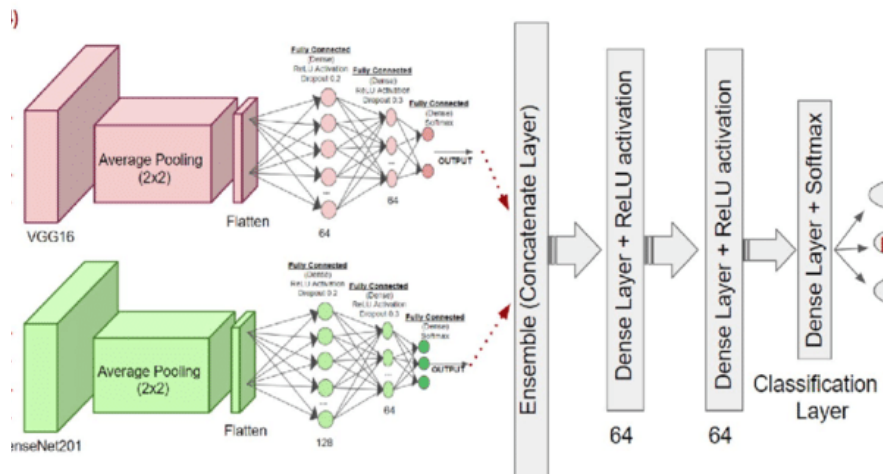 )
Fully Connected
(Dense)
ReLU Activation
Dropout 0.2
Fully Connected
(Dense)
ReLU Activation
Dropout 0.3
Fully Connected
(Dense)
Softmax
Average Pooling
(2x2)
OUTPUT
VGG16
Flatten
64
64
Fully Connected
(Dense)
ReLU Activation
Dropout 0.2
Fully Connected
(Dense)
ReLU Activation
Dropout 0.3
Fully Connected
(Dense)
Softmax
Average Pooling
(2x2)
OUTPUT
enseNet201
Flatten
128
64
Ensemble (Concatenate Layer)
Dense Layer + ReLU activation
64
Dense Layer + ReLU activation
64
Dense Layer + Softmax
Classification
Layer